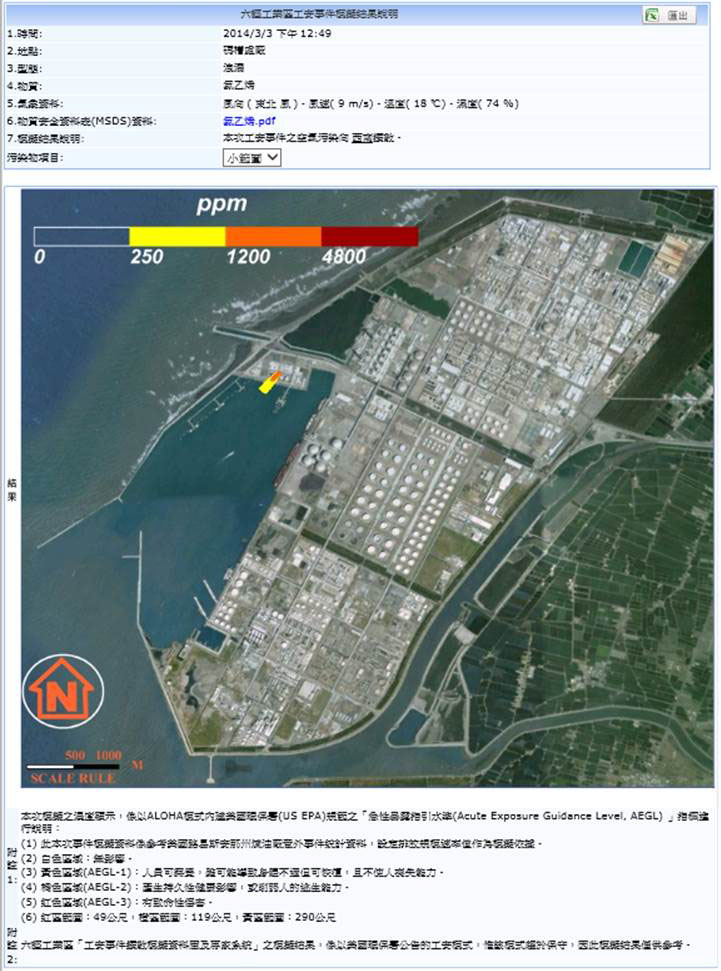 六輕工業區工安事件模擬結果說明
匯出
1.時間: 2014/3/3 下午 12:49
2.地點: 碼槽處廠
3.型態: 洩漏
4.物質: 氯乙烯
5.氣象資料: 風向 ( 東北 風 )、風速( 9 m/s)、溫度( 18 ℃)、濕度( 74 %)
6.物質安全資料表(MSDS)資料: 氯乙烯.pdf
7.模擬結果說明: 本次工安事件之空氣污染向 西南擴散。
污染物項目: 小範圍
ppm
0 250 1200 4800
結果
N
500 1000 M
SCALE RULE
附註1:
本次模擬之濃度顯示，係以ALOHA模式內建美國環保署(US EPA)規範之「急性暴露指引水準(Acute Exposure Guidance Level, AEGL) 」指標進
行說明：
(1) 此本次事件模擬資料係參考美國路易斯安那州煉油廠意外事件統計資料，設定排放規模機率值作為模擬依據。
(2) 白色區域：無影響。
(3) 黃色區域(AEGL-1)：人員可察覺，雖可能導致身體不適但可恢復，且不使人喪失能力。
(4) 橘色區域(AEGL-2)：產生持久性健康影響，或削弱人的逃生能力。
(5) 紅色區域(AEGL-3)：有致命性傷害。
(6) 紅區範圍：49公尺，橙區範圍：119公尺，黃區範圍：290公尺
附註2:
六輕工業區「工安事件擴散模擬資料庫及專家系統」之模擬結果，係以美國環保署公告的工安模式，惟該模式趨於保守，因此模擬結果僅供參考。